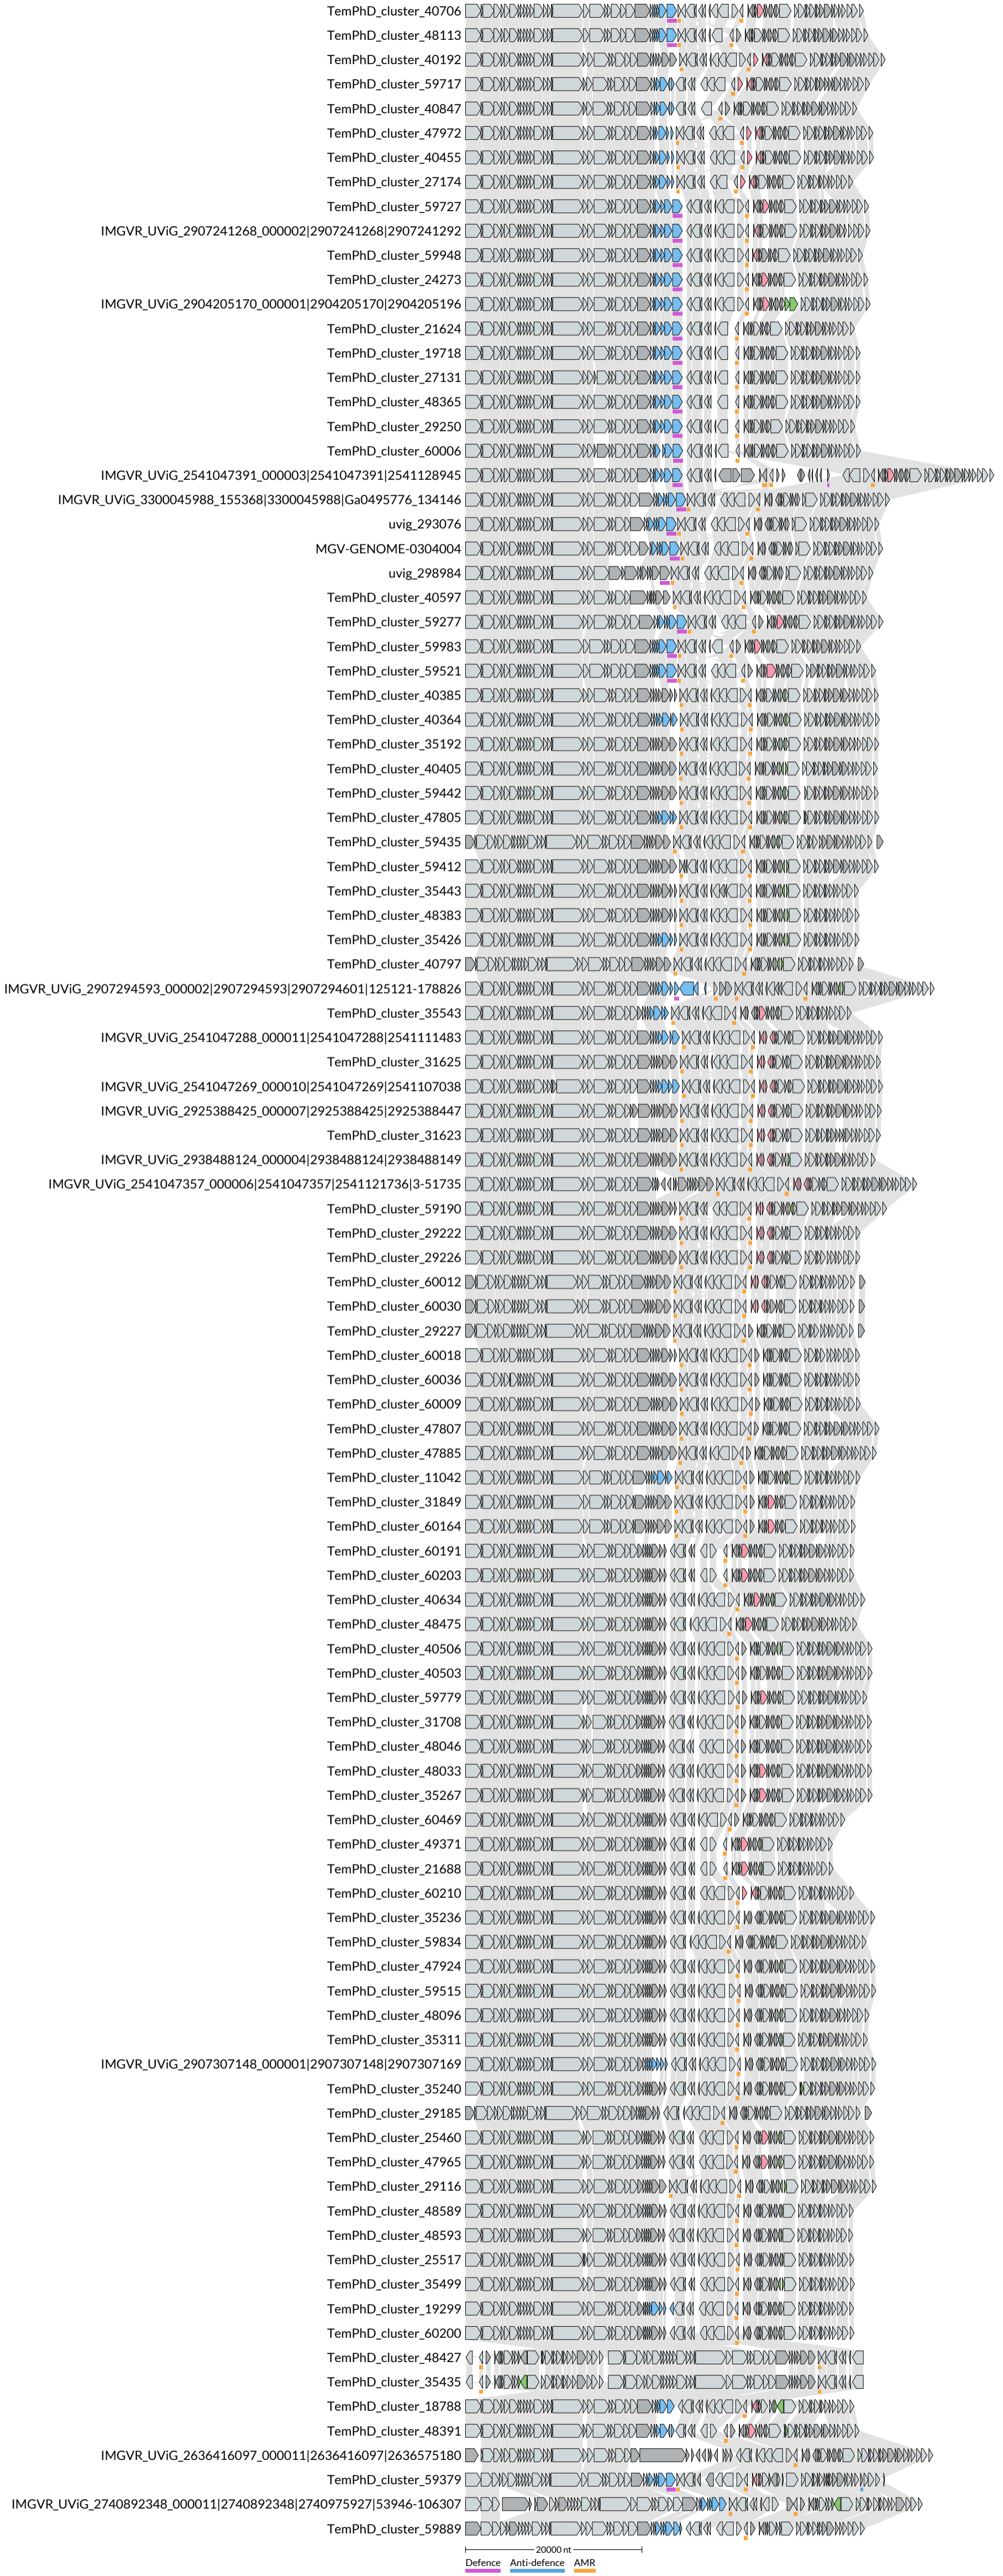 TemPhD_cluster_40706
TemPhD_cluster_48113
TemPhD_cluster_40192
TemPhD_cluster_59717
TemPhD_cluster_40847
TemPhD_cluster_47972
TemPhD_cluster_40455
TemPhD_cluster_27174
TemPhD_cluster_59727
IMGVR_UViG_2907241268_000002|2907241268|2907241292
TemPhD_cluster_59948
TemPhD_cluster_24273
IMGVR_UViG_2904205170_000001|2904205170|2904205196
TemPhD_cluster_21624
TemPhD_cluster_19718
TemPhD_cluster_27131
TemPhD_cluster_48365
TemPhD_cluster_29250
TemPhD_cluster_60006
IMGVR_UViG_2541047391_000003|2541047391|2541128945
IMGVR_UViG_3300045988_155368|3300045988|Ga0495776_134146
uvig_293076
MGV-GENOME-0304004
uvig_298984
TemPhD_cluster_40597
TemPhD_cluster_59277
TemPhD_cluster_59983
TemPhD_cluster_59521
TemPhD_cluster_40385
TemPhD_cluster_40364
TemPhD_cluster_35192
TemPhD_cluster_40405
TemPhD_cluster_59442
TemPhD_cluster_47805
TemPhD_cluster_59435
TemPhD_cluster_59412
TemPhD_cluster_35443
TemPhD_cluster_48383
TemPhD_cluster_35426
TemPhD_cluster_40797
IMGVR_UViG_2907294593_000002|2907294593|2907294601|125121-178826
TemPhD_cluster_35543
IMGVR_UViG_2541047288_000011|2541047288|2541111483
TemPhD_cluster_31625
IMGVR_UViG_2541047269_000010|2541047269|2541107038
IMGVR_UViG_2925388425_000007|2925388425|2925388447
TemPhD_cluster_31623
IMGVR_UViG_2938488124_000004|2938488124|2938488149
IMGVR_UViG_2541047357_000006|2541047357|2541121736|3-51735
TemPhD_cluster_59190
TemPhD_cluster_29222
TemPhD_cluster_29226
TemPhD_cluster_60012
TemPhD_cluster_60030
TemPhD_cluster_29227
TemPhD_cluster_60018
TemPhD_cluster_60036
TemPhD_cluster_60009
TemPhD_cluster_47807
TemPhD_cluster_47885
TemPhD_cluster_11042
TemPhD_cluster_31849
TemPhD_cluster_60164
TemPhD_cluster_60191
TemPhD_cluster_60203
TemPhD_cluster_40634
TemPhD_cluster_48475
TemPhD_cluster_40506
TemPhD_cluster_40503
TemPhD_cluster_59779
TemPhD_cluster_31708
TemPhD_cluster_48046
TemPhD_cluster_48033
TemPhD_cluster_35267
TemPhD_cluster_60469
TemPhD_cluster_49371
TemPhD_cluster_21688
TemPhD_cluster_60210
TemPhD_cluster_35236
TemPhD_cluster_59834
TemPhD_cluster_47924
TemPhD_cluster_59515
TemPhD_cluster_48096
TemPhD_cluster_35311
IMGVR_UViG_2907307148_000001|2907307148|2907307169
TemPhD_cluster_35240
TemPhD_cluster_29185
TemPhD_cluster_25460
TemPhD_cluster_47965
TemPhD_cluster_29116
TemPhD_cluster_48589
TemPhD_cluster_48593
TemPhD_cluster_25517
TemPhD_cluster_35499
TemPhD_cluster_19299
TemPhD_cluster_60200
TemPhD_cluster_48427
TemPhD_cluster_35435
TemPhD_cluster_18788
TemPhD_cluster_48391
IMGVR_UViG_2636416097_000011|2636416097|2636575180
TemPhD_cluster_59379
IMGVR_UViG_2740892348_000011|2740892348|2740975927|53946-106307
TemPhD_cluster_59889
20000 nt
Defence Anti-defence AMR